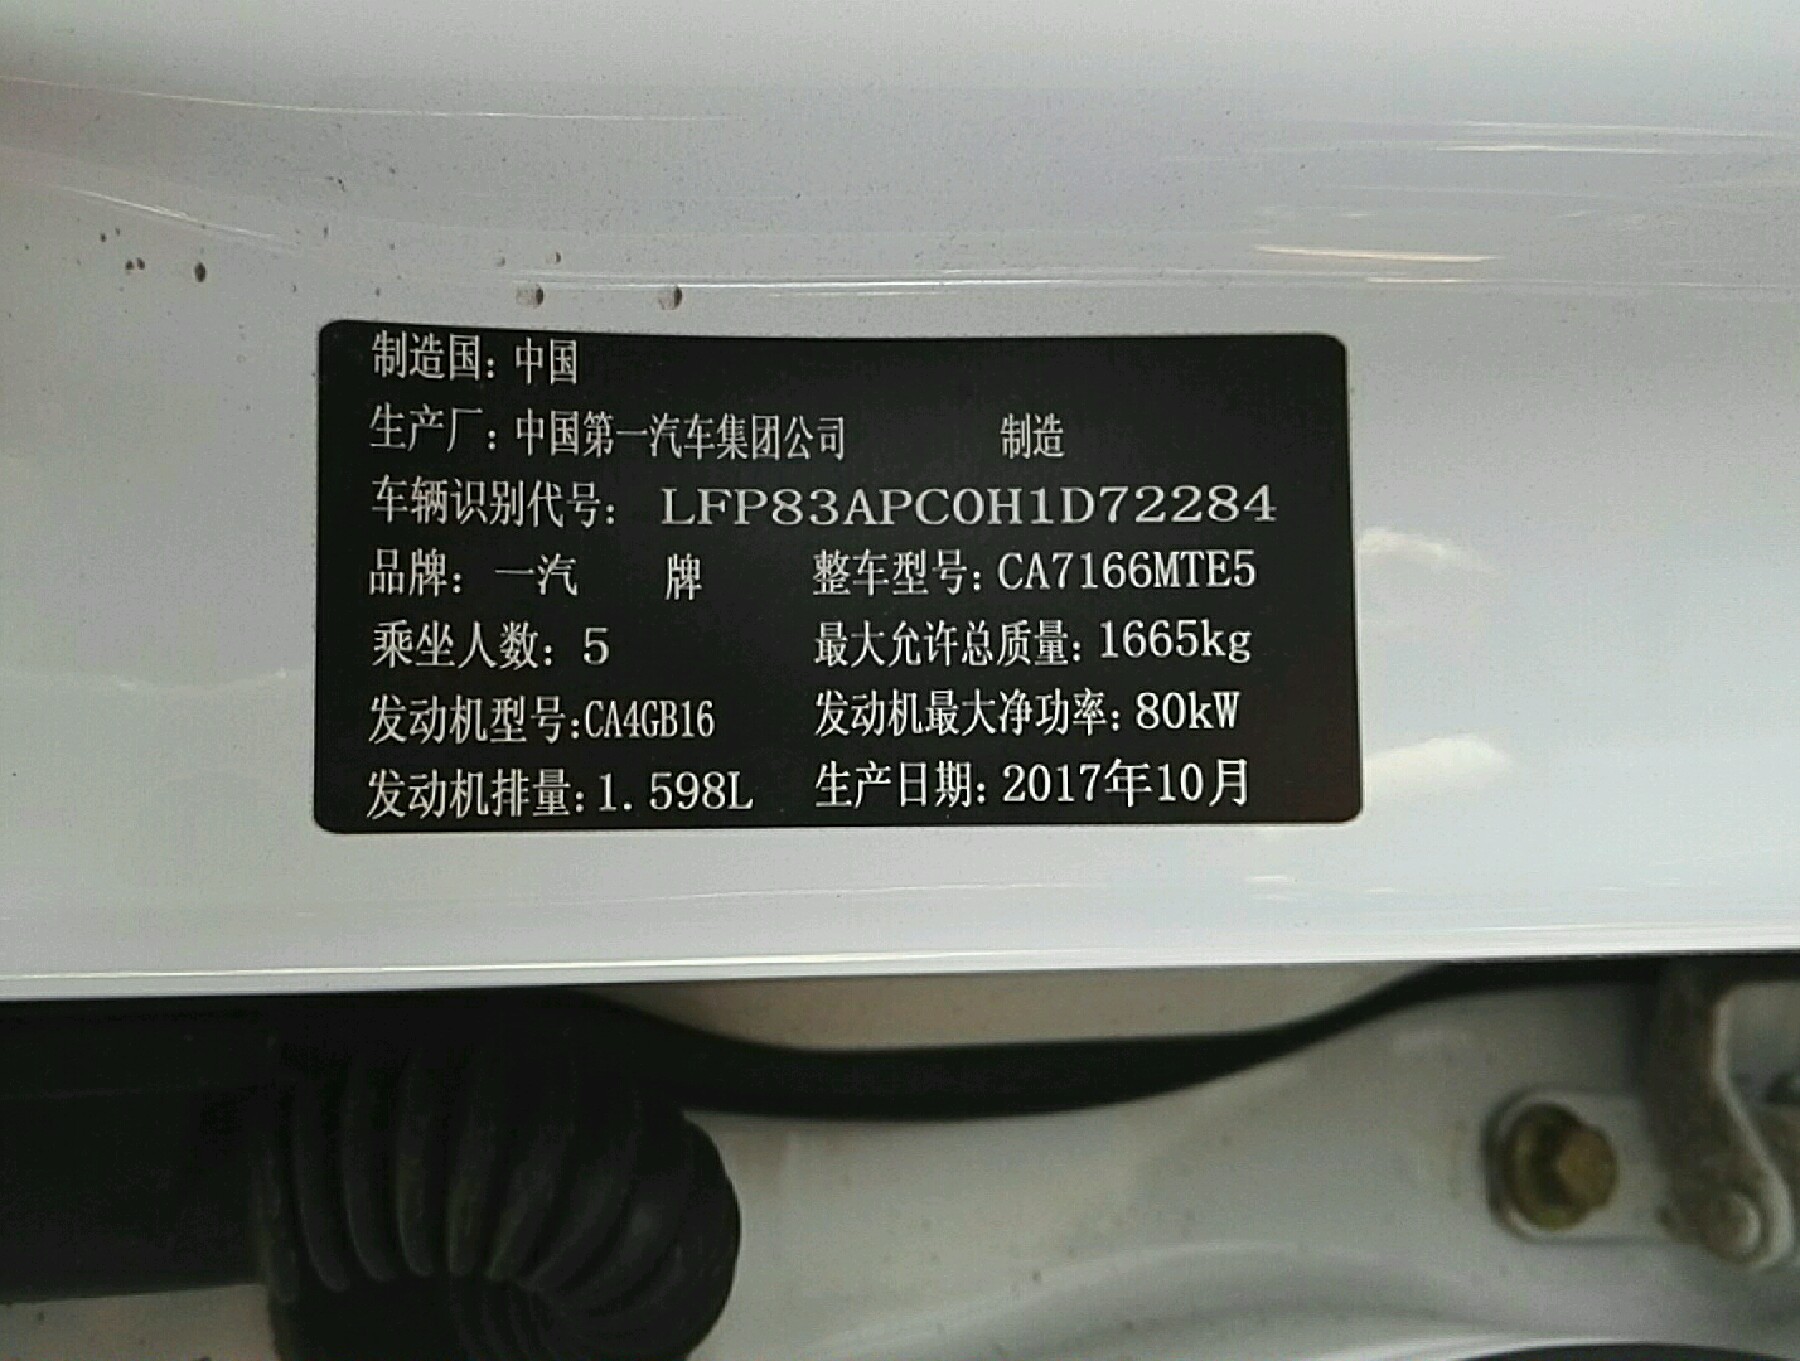 制造国：中国
生产厂：中国第一汽车集团公司 制造
车辆识别代号：LFP83APC0H1D72284
品牌：一汽 牌 整车型号：CA7166MTE5
乘坐人数：5 最大允许总质量：1665kg
发动机型号：CA4GB16 发动机最大净功率：80kW
发动机排量：1.598L 生产日期：2017年10月